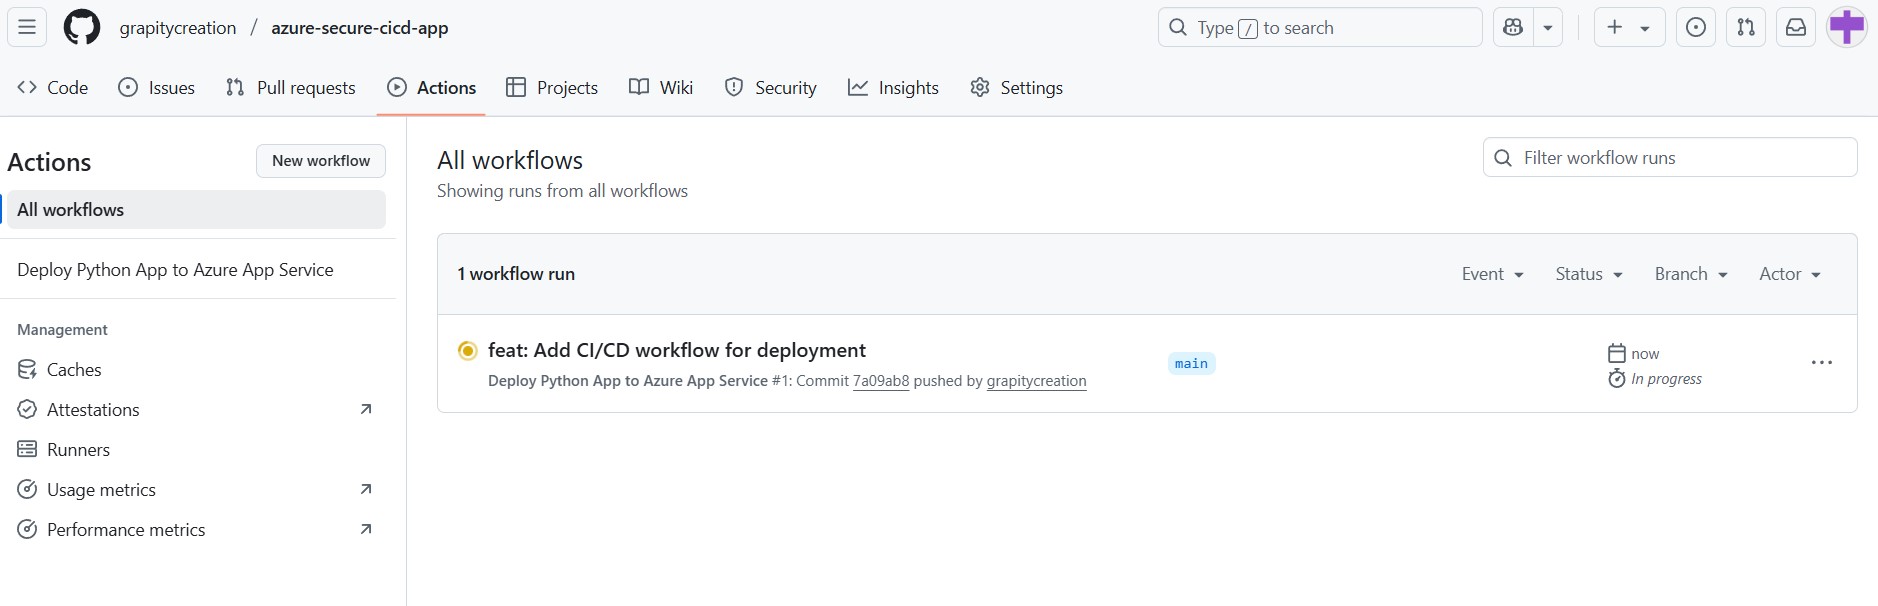 grapitycreation / azure-secure-cicd-app
Type / to search
Code Issues Pull requests Actions Projects Wiki Security Insights Settings
Actions
New workflow
All workflows
Deploy Python App to Azure App Service
Management
Caches
Attestations
Runners
Usage metrics
Performance metrics
All workflows
Showing runs from all workflows
Filter workflow runs
1 workflow run
Event Status Branch Actor
feat: Add CI/CD workflow for deployment
Deploy Python App to Azure App Service #1: Commit 7a09ab8 pushed by grapitycreation
main
now
In progress